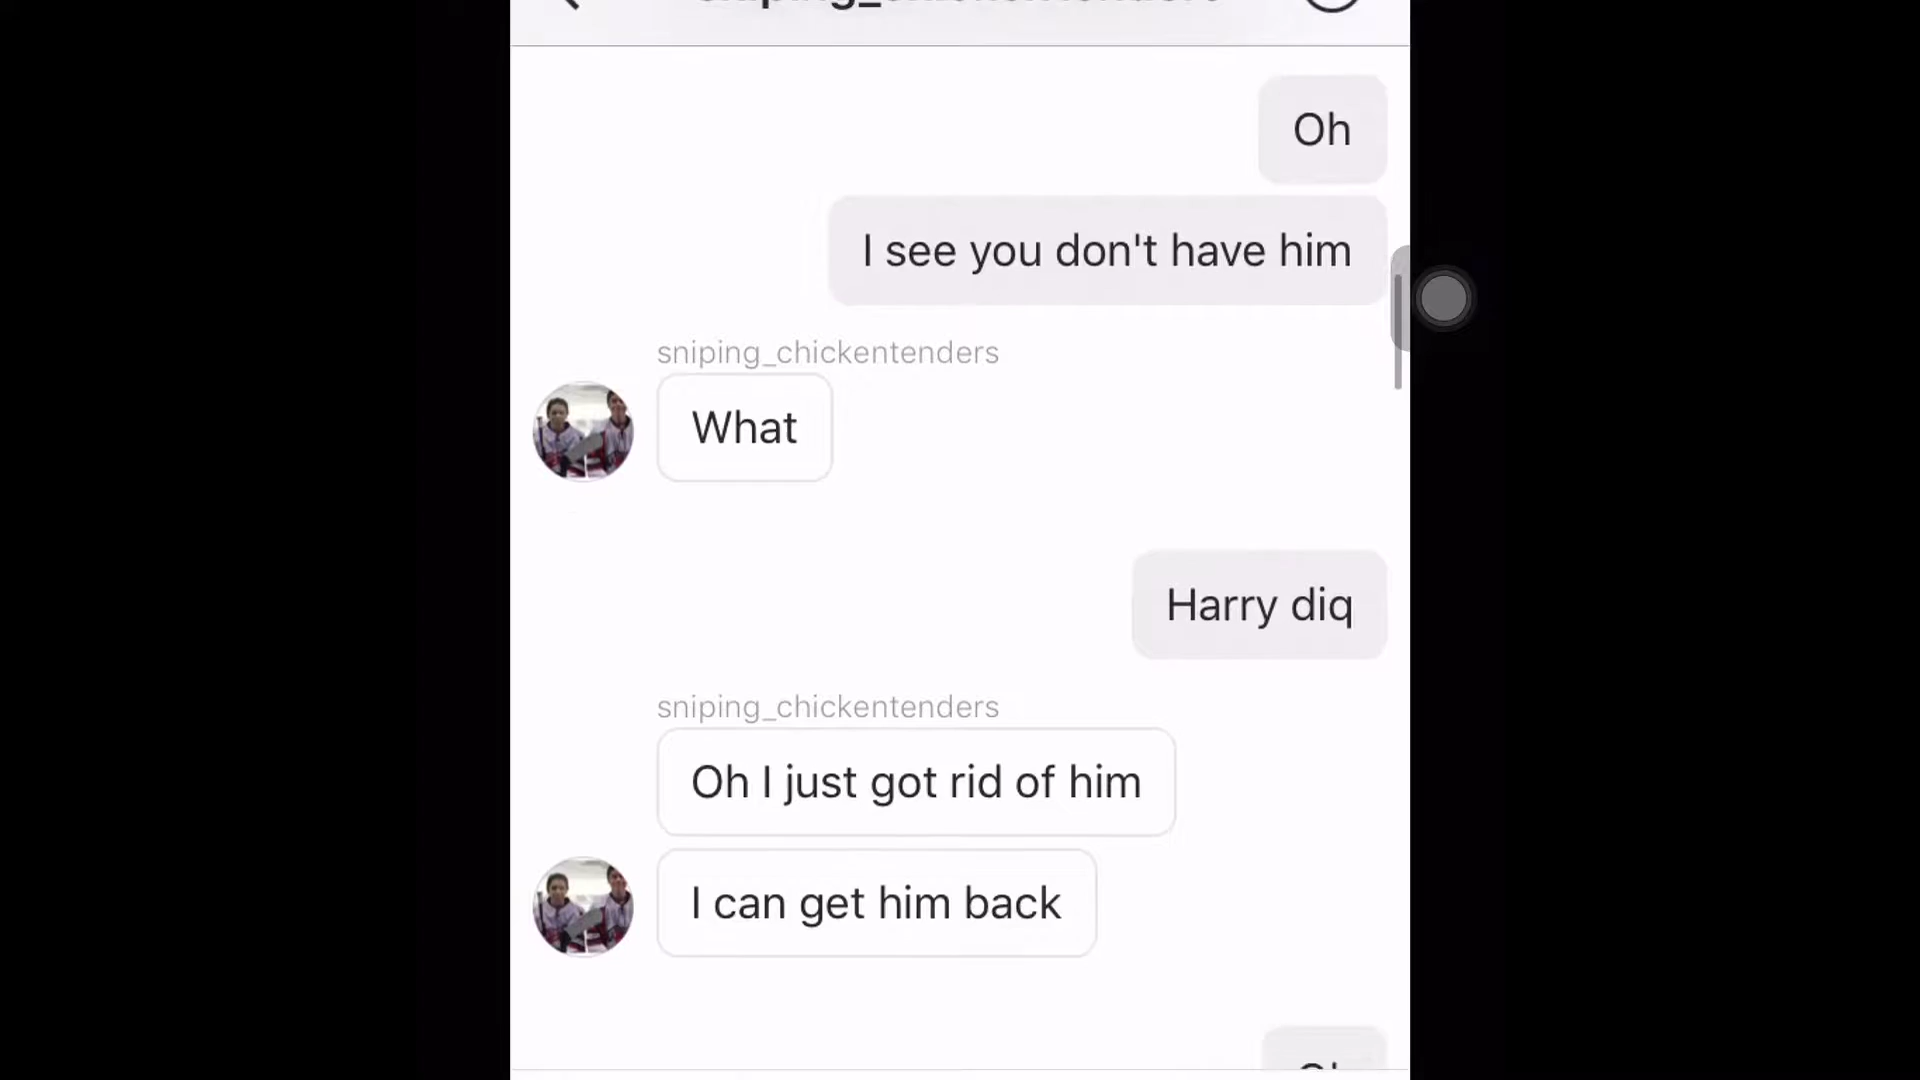 Oh
I see you don't have him
sniping_chickentenders
What
Harry diq
sniping_chickentenders
Oh I just got rid of him
I can get him back